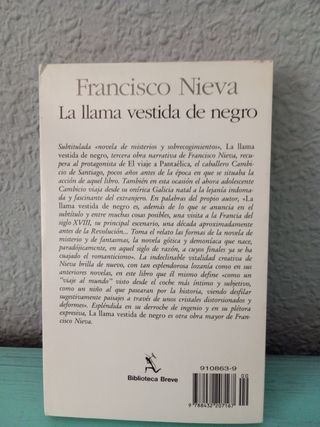 Francisco Nieva
La llama vestida de negro
Subtitulada «novela de misterios y sobrecogimientos», La llama
vestida de negro, tercera obra narrativa de Francisco Nieva, recu-
pera al protagonista de El viaje a Pantaélica, el caballero Cambi-
cio de Santiago, pocos años antes de la época en que se situaba la
acción de aquel libro. También en esta ocasión el ahora adolescente
Cambicio viaja desde su onírica Galicia natal a la lejanía indoma-
da y fascinante del extranjero. En palabras del propio autor, «La
llama vestida de negro es, además de lo que se anuncia en el
subtítulo y entre muchas cosas posibles, una visita a la Francia del
siglo XVIII, su principal escenario, una década aproximadamente
antes de la Revolución... Toma el relato las formas de la novela de
misterio y de fantasmas, la novela gótica y demoníaca que nace,
paradójicamente, en aquel siglo de razón, a cuyos finales ya se ha
cuajado el romanticismo». La indeclinable vitalidad creativa de
Nieva brilla de nuevo, con tan esplendorosa lozanía como en sus
anteriores novelas, en este libro que él mismo define «como un
«viaje al mundo" visto desde el coche más íntimo y subjetivo,
como un niño al que pasearan por la historia, viendo desfilar
sugestivamente paisajes a través de unos cristales distorsionados y
deformes». Espléndida en su derroche de ingenio y en su plétora
expresiva, La llama vestida de negro es otra obra mayor de Fran-
cisco Nieva.
Biblioteca Breve
910863-9
00
9 788432 207167